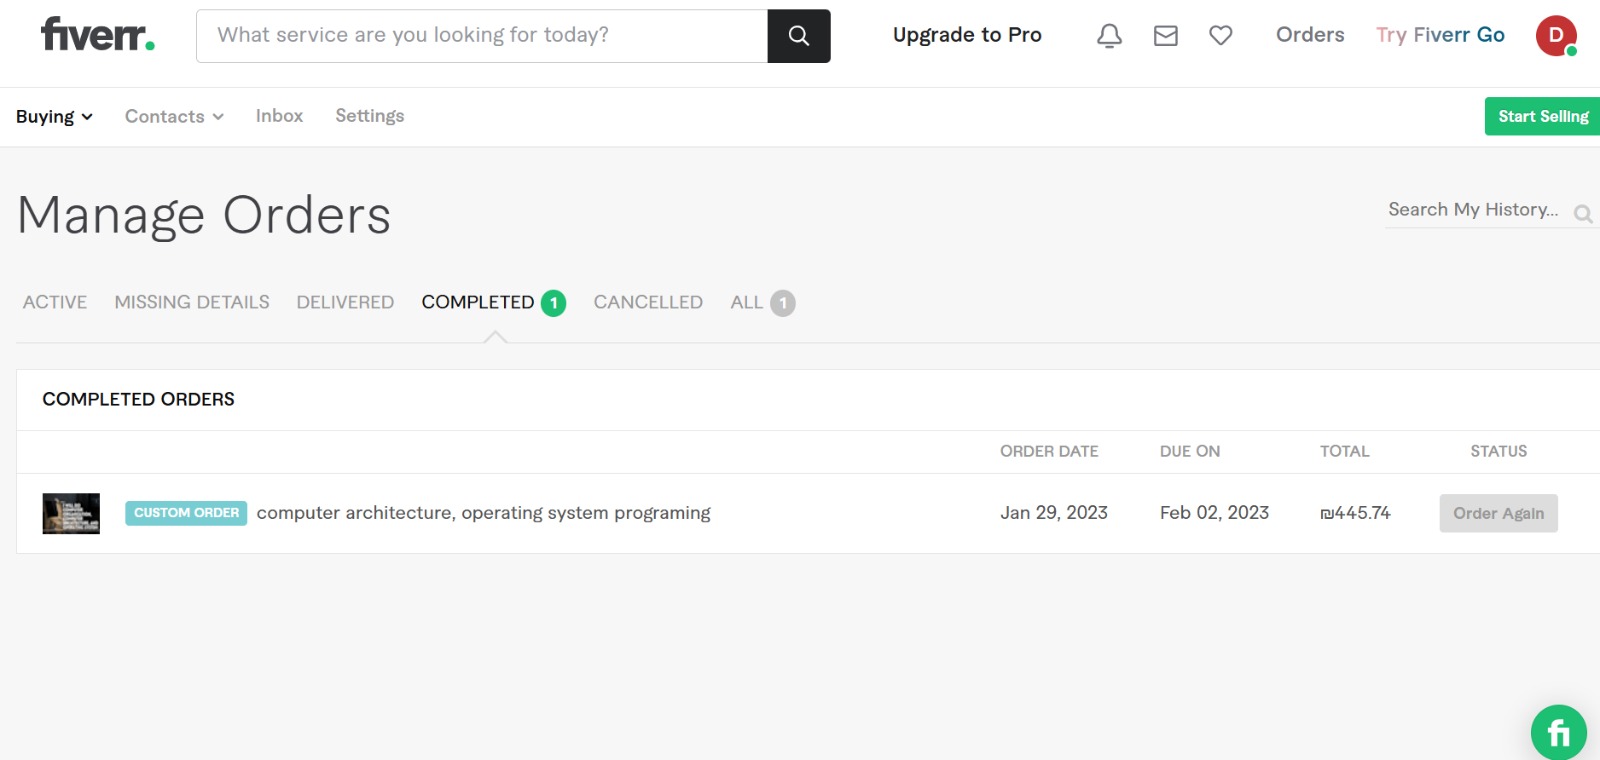 fiverr.
What service are you looking for today?
Upgrade to Pro
Orders
Try Fiverr Go
D
Buying
Contacts
Inbox
Settings
Start Selling
Manage Orders
Search My History...
ACTIVE
MISSING DETAILS
DELIVERED
COMPLETED 1
CANCELLED
ALL 1
COMPLETED ORDERS
ORDER DATE
DUE ON
TOTAL
STATUS
CUSTOM ORDER
computer architecture, operating system programing
Jan 29, 2023
Feb 02, 2023
₪445.74
Order Again
fi